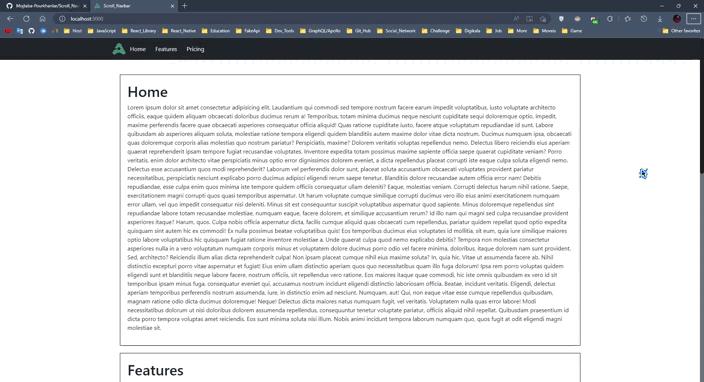 Mojtaba-Pourkhanlar/Scroll_Nav
Scroll_Navbar
localhost:3000
Nest
JavaScript
React_Library
React_Native
Education
FakeApi
Dev_Tools
GraphQL/Apollo
Git_Hub
Social_Network
Challenge
Digikala
Job
More
Moveis
Game
Other favorites
Home
Features
Pricing
Home
Lorem ipsum dolor sit amet consectetur adipisicing elit. Laudantium qui commodi sed tempore nostrum facere earum impedit voluptatibus, iusto voluptate architecto
officiis, eaque quidem aliquam obcaecati doloribus ducimus rerum a! Temporibus, totam minima ducimus neque nesciunt cupiditate sequi doloremque optio, impedit,
maxime perferendis facere quae obcaecati asperiores consequatur officia aliquid! Quas ratione cupiditate iusto, facere atque voluptatum repudiandae id sunt. Labore
quibusdam ab asperiores aliquam soluta, molestiae ratione tempora eligendi quidem blanditiis autem maxime dolor vitae dicta nostrum. Ducimus numquam ipsa, obcaecati
quas doloremque corporis alias molestias quo nostrum pariatur? Perspiciatis, maxime? Dolorem veritatis voluptas repellendus nemo. Delectus libero reiciendis eius aperiam
quaerat reprehenderit ipsam tempore fugiat recusandae voluptates. Inventore expedita totam possimus maxime sapiente officia saepe quaerat cupiditate veniam? Porro
veritatis, enim dolor architecto vitae perspiciatis minus optio error dignissimos dolorem eveniet, a dicta repellendus placeat corrupti iste eaque culpa soluta eligendi nemo.
Delectus esse accusantium quos modi reprehenderit? Laborum vel perferendis dolor sunt, placeat soluta accusantium obcaecati voluptates provident pariatur
necessitatibus, perspiciatis nesciunt explicabo porro ducimus adipisci eligendi rerum saepe tenetur. Blanditiis dolore recusandae autem officia error nam! Debitis
repudiandae, esse culpa enim quos minima iste tempore quidem officiis consequatur ullam deleniti? Eaque, molestias veniam. Corrupti delectus harum nihil ratione. Saepe,
exercitationem magni corrupti quos quasi temporibus aspernatur. Ut harum voluptate cumque similique corrupti ducimus vero illo eius animi exercitationem numquam
error ullam, vel quo impedit consequatur nisi deleniti. Minus sit est consequuntur suscipit voluptatibus aspernatur quod sapiente. Minus doloremque repellendus sint
repudiandae labore totam recusandae molestiae, numquam eaque, facere dolorem, et similique accusantium rerum? id illo nam qui magni sed culpa recusandae provident
asperiores itaque! Harum, quos. Culpa nobis officia aspernatur dicta, facilis cumque aliquid quas obcaecati cum repellendus, pariatur quidem repellat quod optio expedita
quisquam sint autem hic ex commodi! Ex nulla possimus beatae voluptatibus quis! Eos temporibus ducimus eius voluptates id mollitia, sit eum, quia iure similique maiores
optio labore voluptatibus hic quisquam fugiat ratione inventore molestiae a. Unde quaerat culpa quod nemo explicabo debitis? Tempora non molestias consectetur
asperiores nulla in a vero voluptatum numquam corporis minus et voluptatem dolore ducimus porro odio vel facere minima, doloribus, itaque dolorem nam sunt provident.
Sed, architecto? Reiciendis illum alias dicta reprehenderit culpa! Non ipsam placeat cumque nihil eius maxime soluta? In, quia hic. Vitae ut assumenda facere ab. Nihil
distinctio excepturi porro vitae aspernatur et fugiat! Eius enim ullam distinctio aperiam quos quo necessitatibus quam illo fuga dolorum! Ipsa rem porro voluptas quidem
eligendi sunt et blanditiis neque labore facere, nostrum officiis, sit repellendus vero ratione. Eos maiores itaque quae commodi, hic iste omnis quibusdam ex vero id sit
temporibus ipsam minus fuga. consequatur eveniet qui, accusamus nostrum incidunt eligendi distinctio laboriosam officia. Beatae, incidunt veritatis. Eligendi, delectus
aperiam temporibus perferendis nostrum assumenda, iure, in distinctio enim ad nesciunt. Numquam, aut! Qui, non eaque vitae esse cumque repellendus quibusdam,
magnam ratione odio dicta ducimus doloremque! Neque! Delectus dicta maiores natus numquam fugit, vel veritatis. Voluptatem nulla quas error labore! Modi
necessitatibus dolorum ut nisi doloribus dolorem assumenda repellendus, consequuntur tenetur voluptate pariatur, officiis aliquid nihil repellat. Quibusdam praesentium id
dicta porro tempora voluptas amet reiciendis. Eos sunt minima soluta nisi illum. Nobis animi incidunt tempora laborum numquam quo, quos fugit at odit eligendi magni
molestiae sit.
Features